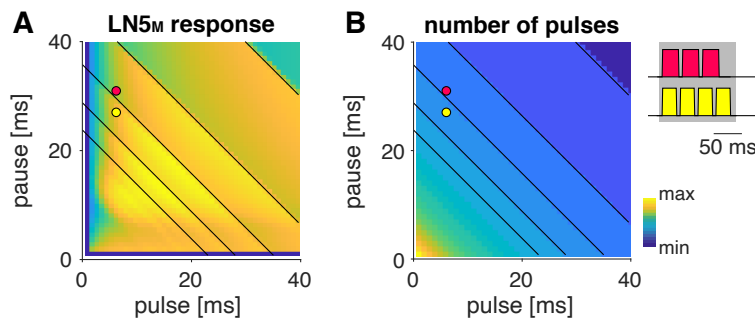 A
LN5M response
40
20
0
pause [ms]
0
20
40
pulse [ms]
B
number of pulses
40
20
0
pause [ms]
0
20
40
pulse [ms]
50 ms
max
min